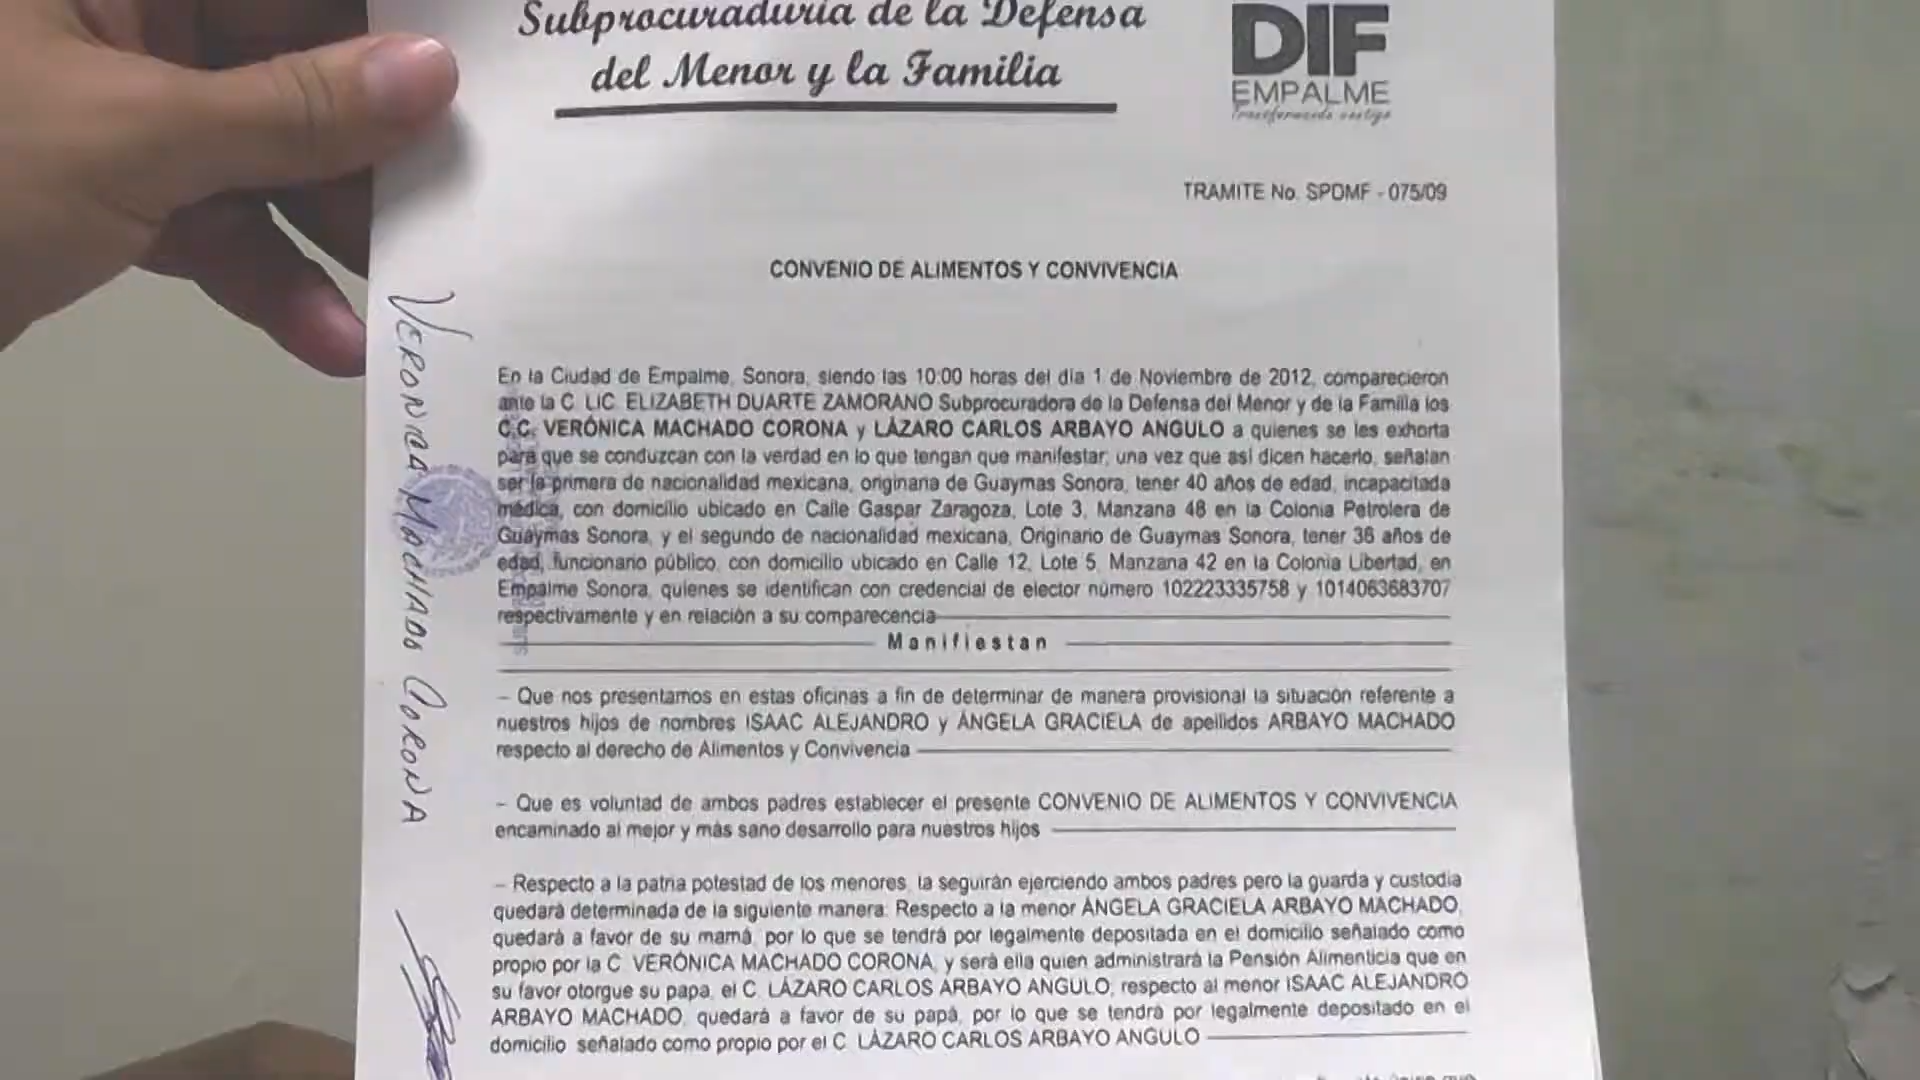 Subprocuraduría de la Defensa
del Menor y la Familia
DIF
EMPALME
Transformando contigo
TRAMITE No. SPDMF - 075/09
CONVENIO DE ALIMENTOS Y CONVIVENCIA
En la Ciudad de Empalme, Sonora, siendo las 10:00 horas del día 1 de Noviembre de 2012, comparecieron
ante la C. LIC. ELIZABETH DUARTE ZAMORANO Subprocuradora de la Defensa del Menor y de la Familia los
C.C. VERÓNICA MACHADO CORONA y LÁZARO CARLOS ARBAYO ANGULO a quienes se les exhorta
para que se conduzcan con la verdad en lo que tengan que manifestar, una vez que así dicen hacerlo, señalan
ser la primera de nacionalidad mexicana, originaria de Guaymas Sonora, tener 40 años de edad, incapacitada
médica, con domicilio ubicado en Calle Gaspar Zaragoza, Lote 3, Manzana 48 en la Colonia Petrolera de
Guaymas Sonora, y el segundo de nacionalidad mexicana, Originario de Guaymas Sonora, tener 38 años de
edad, funcionario público, con domicilio ubicado en Calle 12, Lote 5, Manzana 42 en la Colonia Libertad, en
Empalme Sonora, quienes se identifican con credencial de elector número 102223335758 y 1014063683707
respectivamente y en relación a su comparecencia
Manifiestan
– Que nos presentamos en estas oficinas a fin de determinar de manera provisional la situación referente a
nuestros hijos de nombres ISAAC ALEJANDRO y ÁNGELA GRACIELA de apellidos ARBAYO MACHADO
respecto al derecho de Alimentos y Convivencia
– Que es voluntad de ambos padres establecer el presente CONVENIO DE ALIMENTOS Y CONVIVENCIA
encaminado al mejor y más sano desarrollo para nuestros hijos
– Respecto a la patria potestad de los menores, la seguirán ejerciendo ambos padres pero la guarda y custodia
quedará determinada de la siguiente manera: Respecto a la menor ÁNGELA GRACIELA ARBAYO MACHADO,
quedará a favor de su mamá, por lo que se tendrá por legalmente depositada en el domicilio señalado como
propio por la C. VERÓNICA MACHADO CORONA, y será ella quien administrará la Pensión Alimenticia que en
su favor otorgue su papá, el C. LÁZARO CARLOS ARBAYO ANGULO, respecto al menor ISAAC ALEJANDRO
ARBAYO MACHADO, quedará a favor de su papá, por lo que se tendrá por legalmente depositado en el
domicilio señalado como propio por el C. LÁZARO CARLOS ARBAYO ANGULO
VERONICA MACHADO CORONA